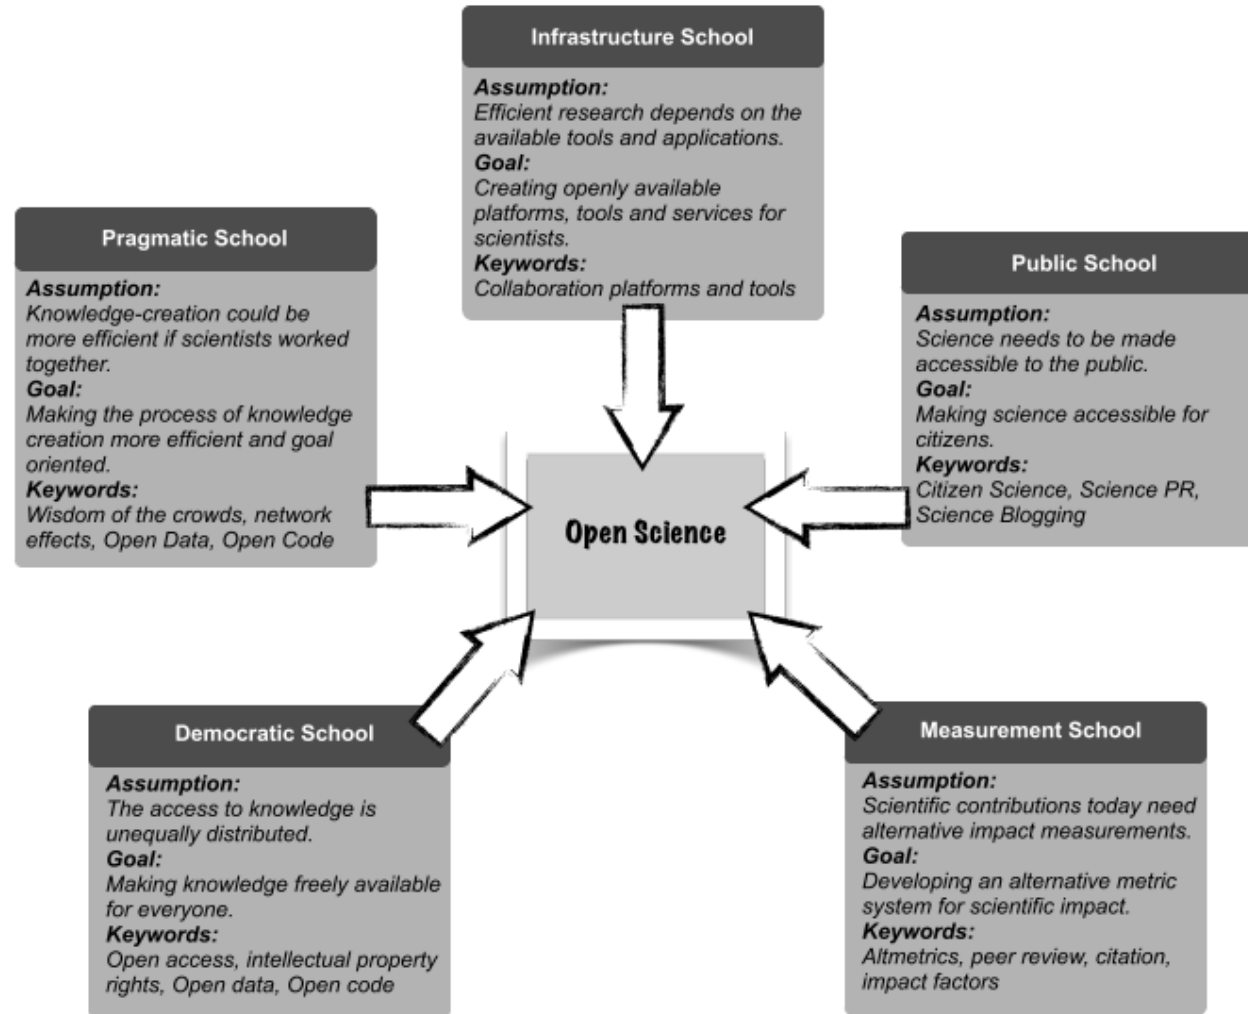 Infrastructure School
Assumption:
Efficient research depends on the
available tools and applications.
Goal:
Creating openly available
platforms, tools and services for
scientists.
Keywords:
Collaboration platforms and tools
Pragmatic School
Assumption:
Knowledge-creation could be
more efficient if scientists worked
together.
Goal:
Making the process of knowledge
creation more efficient and goal
oriented.
Keywords:
Wisdom of the crowds, network
effects, Open Data, Open Code
Public School
Assumption:
Science needs to be made
accessible to the public.
Goal:
Making science accessible for
citizens.
Keywords:
Citizen Science, Science PR,
Science Blogging
Open Science
Democratic School
Assumption:
The access to knowledge is
unequally distributed.
Goal:
Making knowledge freely available
for everyone.
Keywords:
Open access, intellectual property
rights, Open data, Open code
Measurement School
Assumption:
Scientific contributions today need
alternative impact measurements.
Goal:
Developing an alternative metric
system for scientific impact.
Keywords:
Altmetrics, peer review, citation,
impact factors